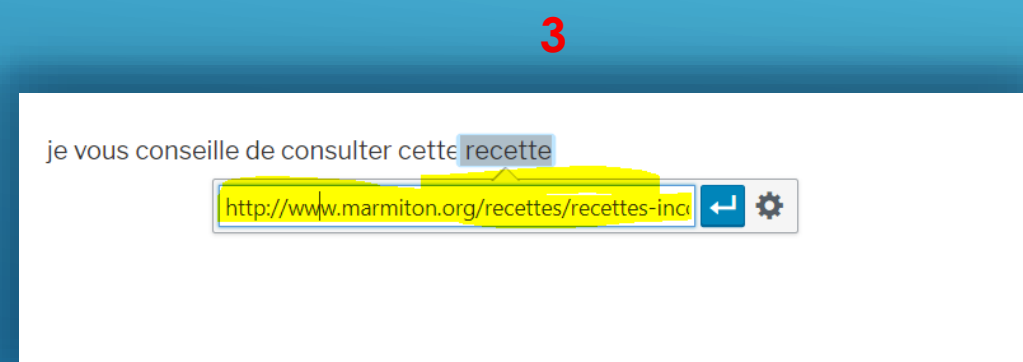 3
je vous conseille de consulter cette recette
http://www.marmiton.org/recettes/recettes-inc